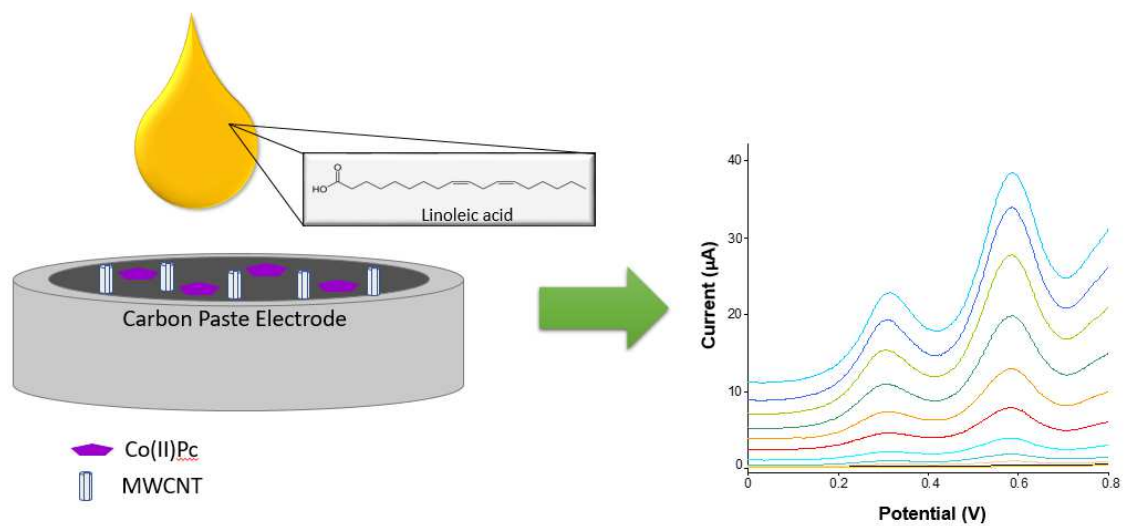 O
HO
Linoleic acid
Carbon Paste Electrode
Co(II)Pc
MWCNT
Current (µA)
40
30
20
10
0
0 0.2 0.4 0.6 0.8
Potential (V)